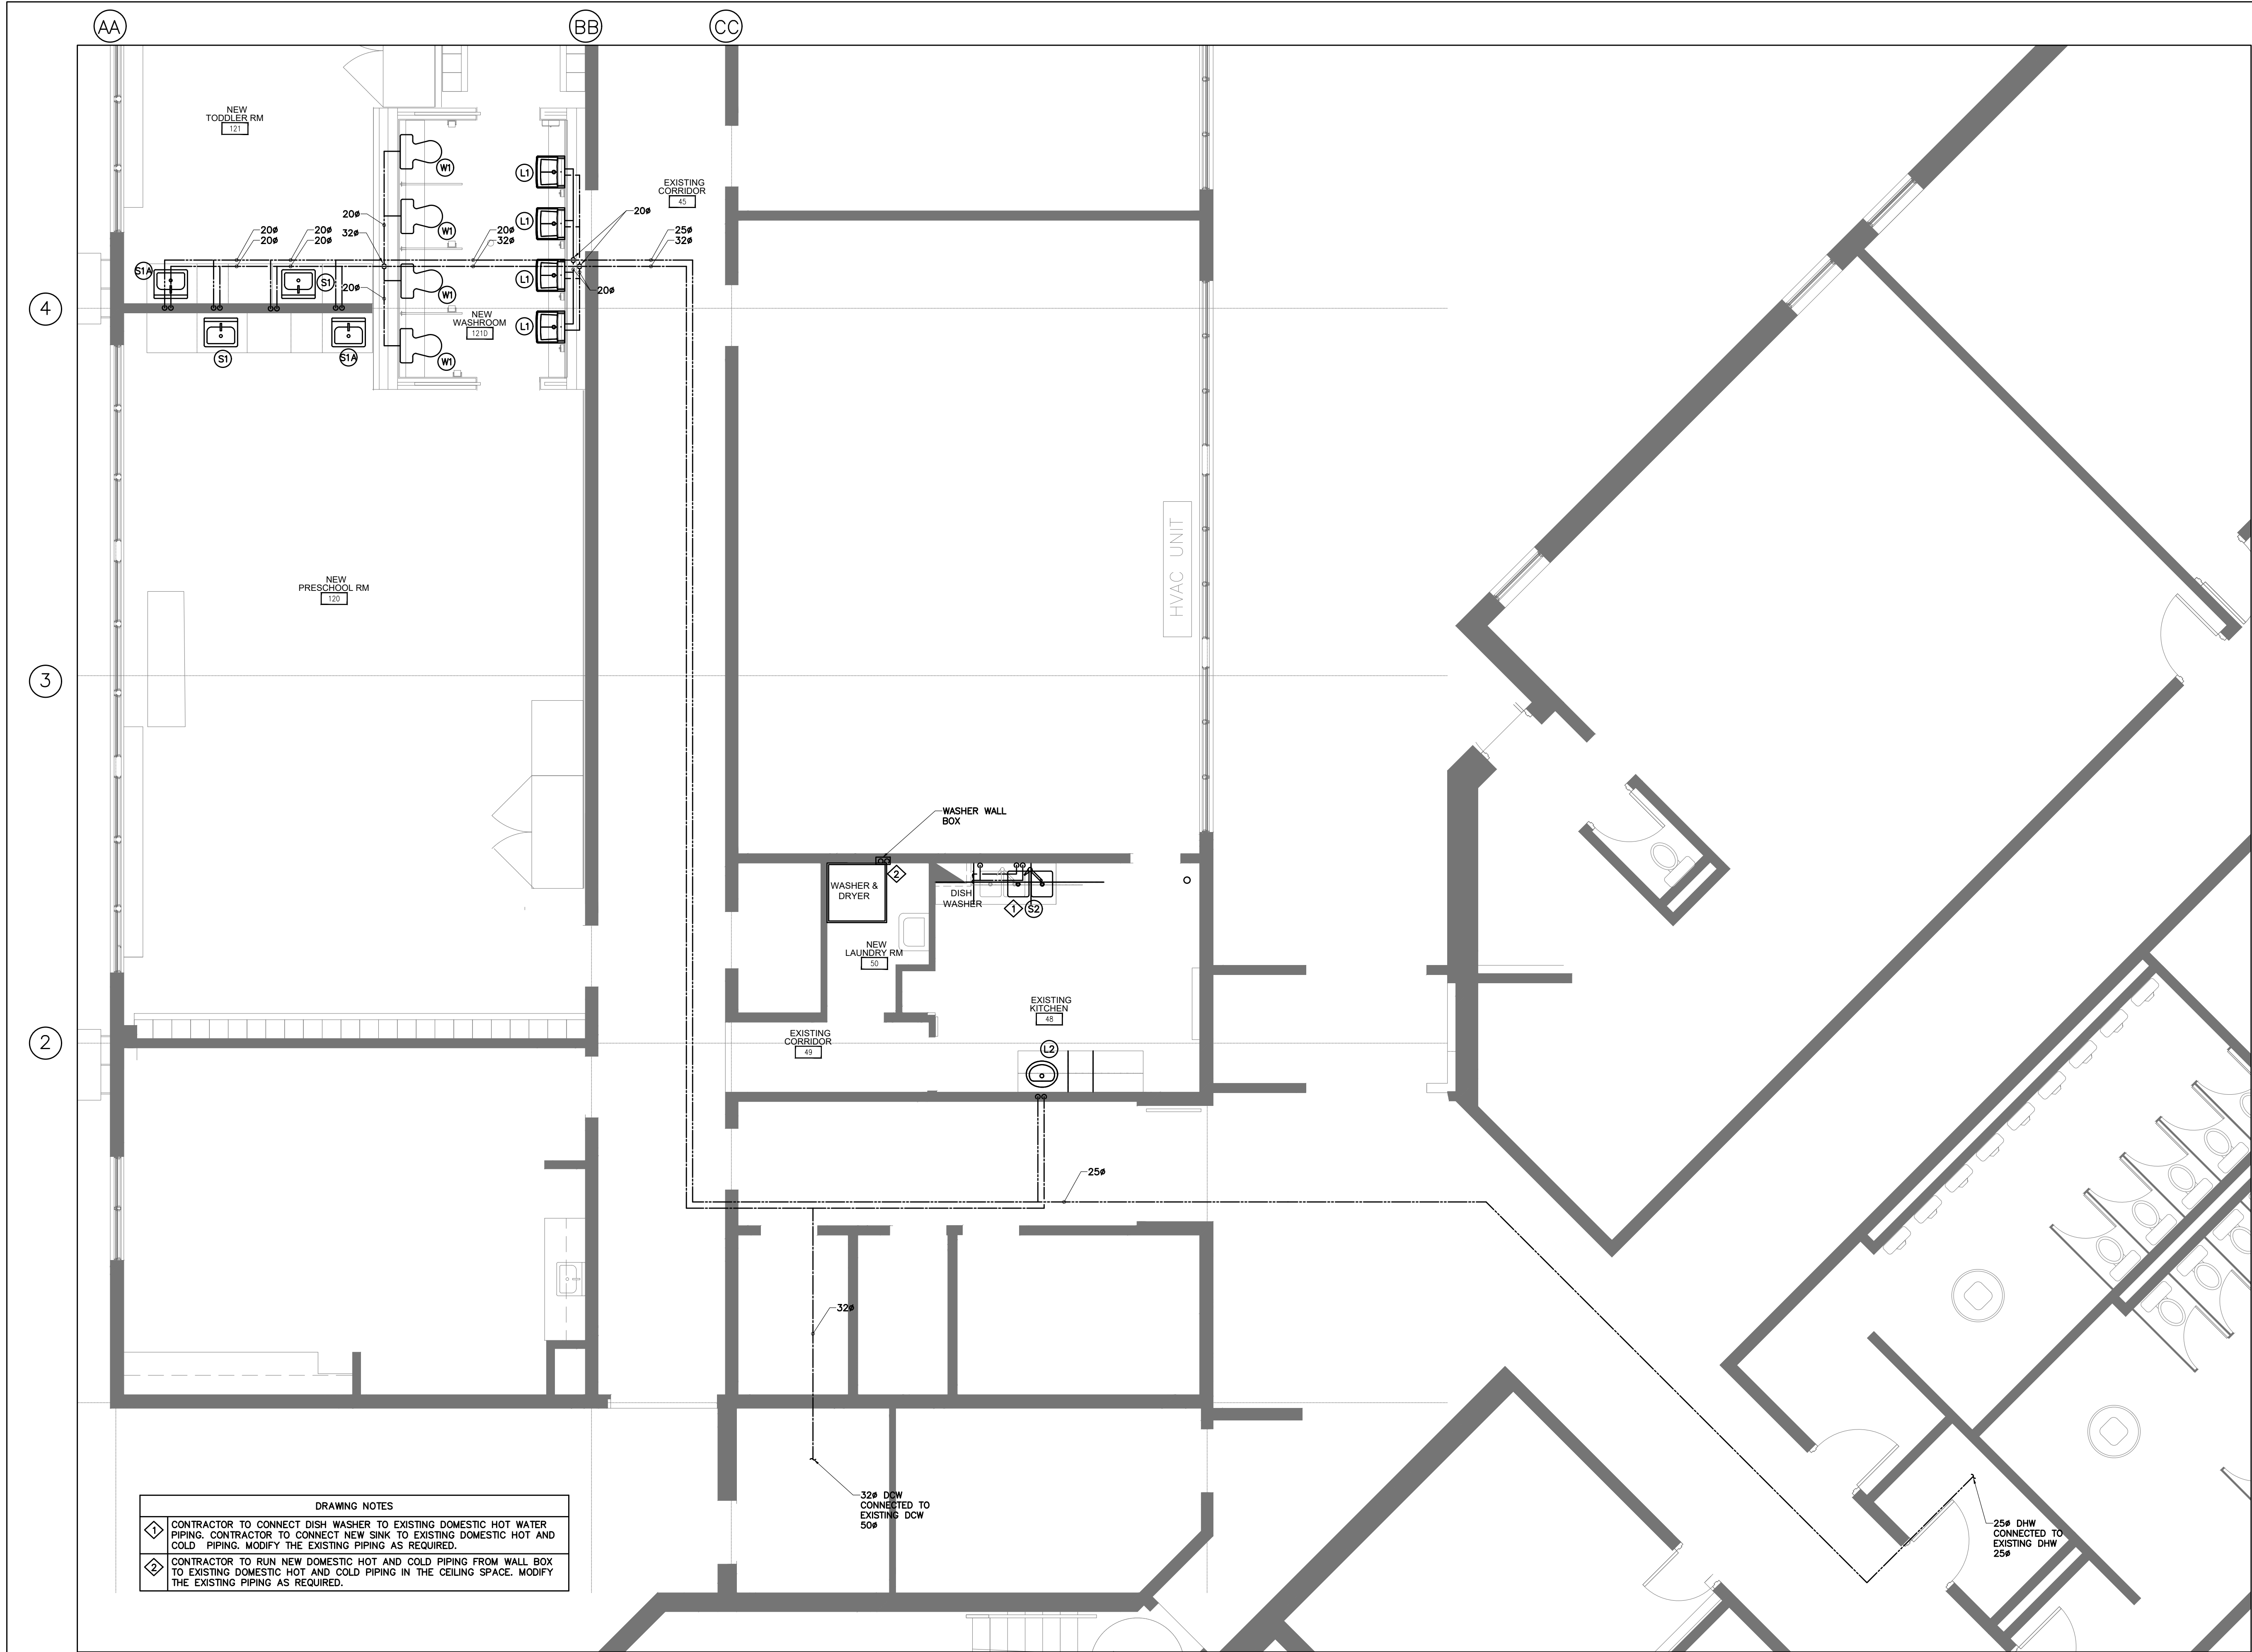 AA
BB
CC
NEW
TODDLER RM
121
W1
L1
EXISTING
CORRIDOR
45
20ø
20ø
W1
L1
20ø
20ø
20ø
20ø
32ø
20ø
32ø
25ø
32ø
S1A
S1
20ø
W1
L1
20ø
4
NEW
WASHROOM
121D
L1
S1
S1A
W1
HVAC UNIT
NEW
PRESCHOOL RM
120
3
WASHER WALL
BOX
2
WASHER &
DRYER
DISH
WASHER
1
S2
NEW
LAUNDRY RM
50
EXISTING
KITCHEN
48
2
EXISTING
CORRIDOR
49
L2
25ø
32ø
32ø DCW
CONNECTED TO
EXISTING DCW
50ø
25ø DHW
CONNECTED TO
EXISTING DHW
25ø
DRAWING NOTES
1 CONTRACTOR TO CONNECT DISH WASHER TO EXISTING DOMESTIC HOT WATER
PIPING. CONTRACTOR TO CONNECT NEW SINK TO EXISTING DOMESTIC HOT AND
COLD PIPING. MODIFY THE EXISTING PIPING AS REQUIRED.
2 CONTRACTOR TO RUN NEW DOMESTIC HOT AND COLD PIPING FROM WALL BOX
TO EXISTING DOMESTIC HOT AND COLD PIPING IN THE CEILING SPACE. MODIFY
THE EXISTING PIPING AS REQUIRED.